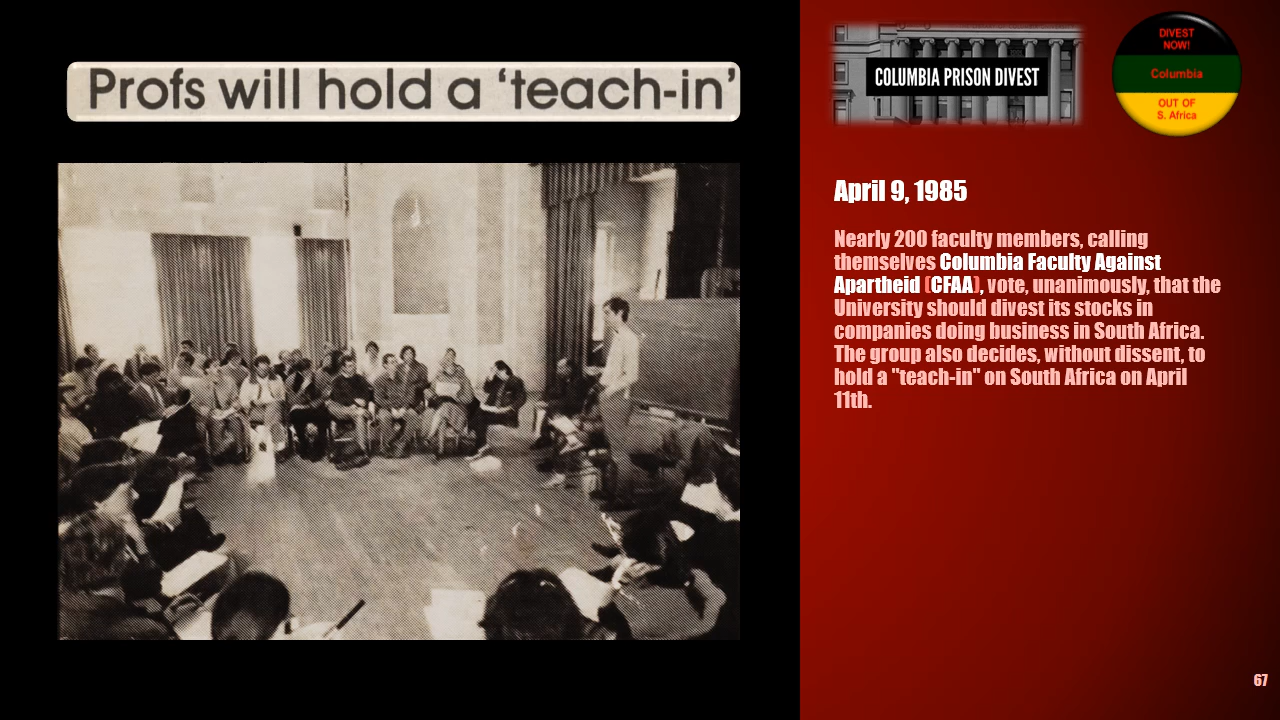 Profs will hold a ‘teach-in’
COLUMBIA PRISON DIVEST
DIVEST
NOW!
Columbia
OUT OF
S. Africa
April 9, 1985
Nearly 200 faculty members, calling
themselves Columbia Faculty Against
Apartheid (CFAA), vote, unanimously, that the
University should divest its stocks in
companies doing business in South Africa.
The group also decides, without dissent, to
hold a "teach-in" on South Africa on April
11th.
67